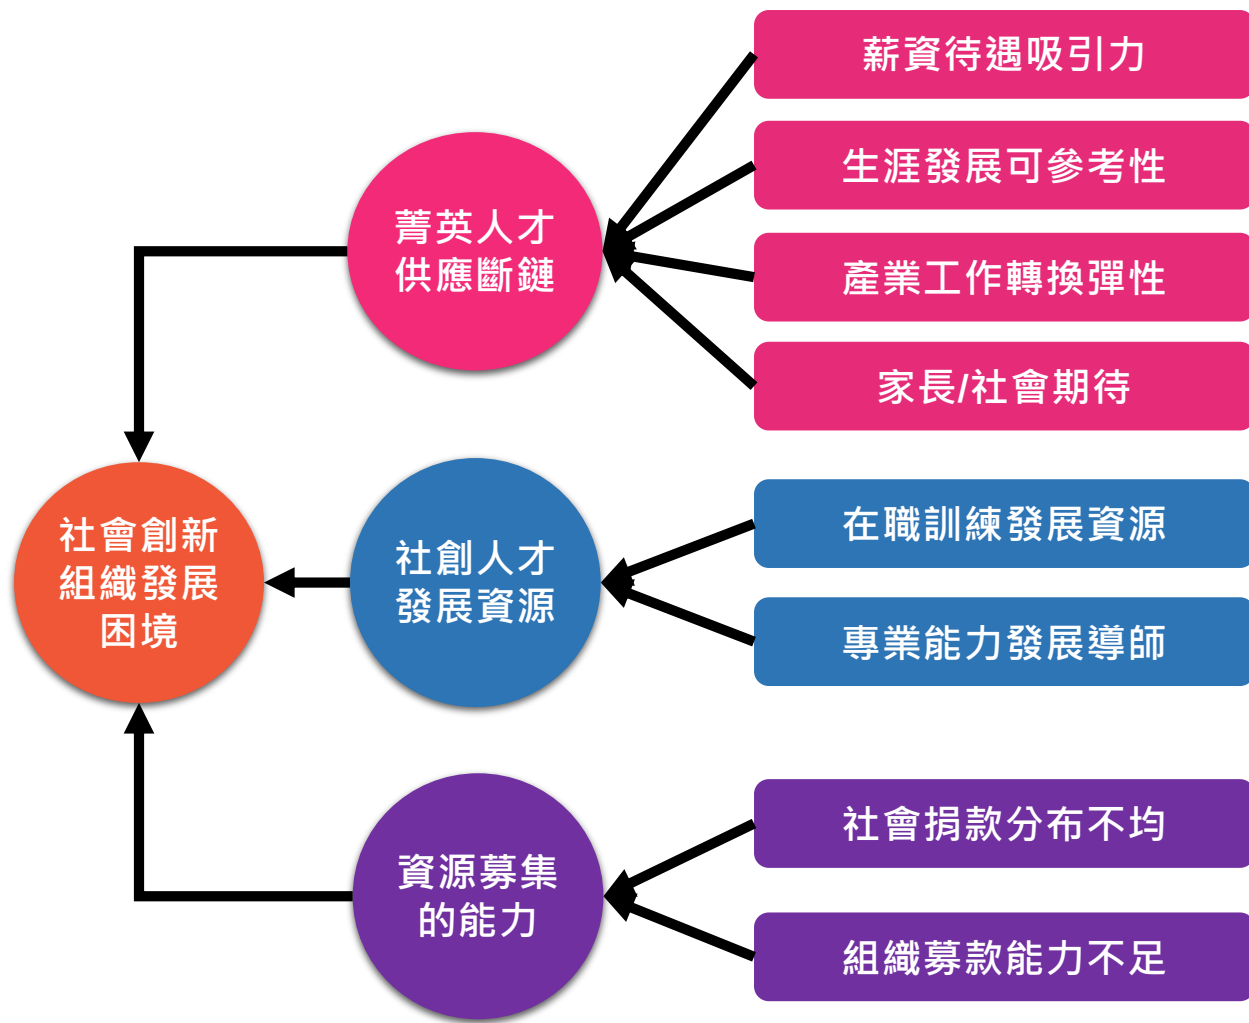 薪資待遇吸引力
生涯發展可參考性
產業工作轉換彈性
家長/社會期待
菁英人才
供應斷鏈
社會創新
組織發展
困境
社創人才
發展資源
在職訓練發展資源
專業能力發展導師
資源募集
的能力
社會捐款分布不均
組織募款能力不足